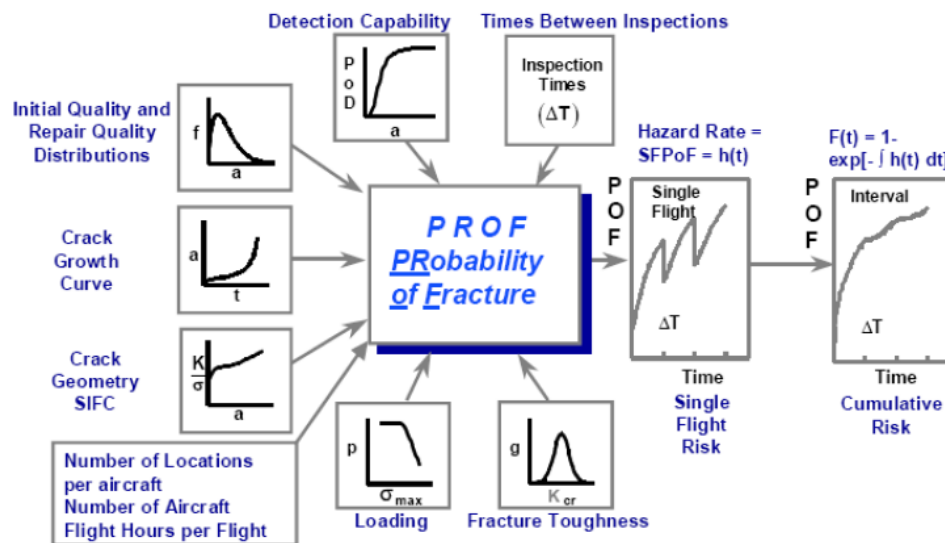 Detection Capability
Times Between Inspections
P
o
D
a
Inspection
Times
(ΔT)
Initial Quality and
Repair Quality
Distributions
f
a
Hazard Rate =
SFPoF = h(t)
F(t) = 1-
exp[- ∫ h(t) dt]
P R O F
PRobability
of Fracture
P
O
F
Single
Flight
ΔT
Time
Single
Flight
Risk
P
O
F
Interval
ΔT
Time
Cumulative
Risk
Crack
Growth
Curve
a
t
Crack
Geometry
SIFC
K
σ
a
Number of Locations
per aircraft
Number of Aircraft
Flight Hours per Flight
p
σ max
Loading
g
K cr
Fracture Toughness